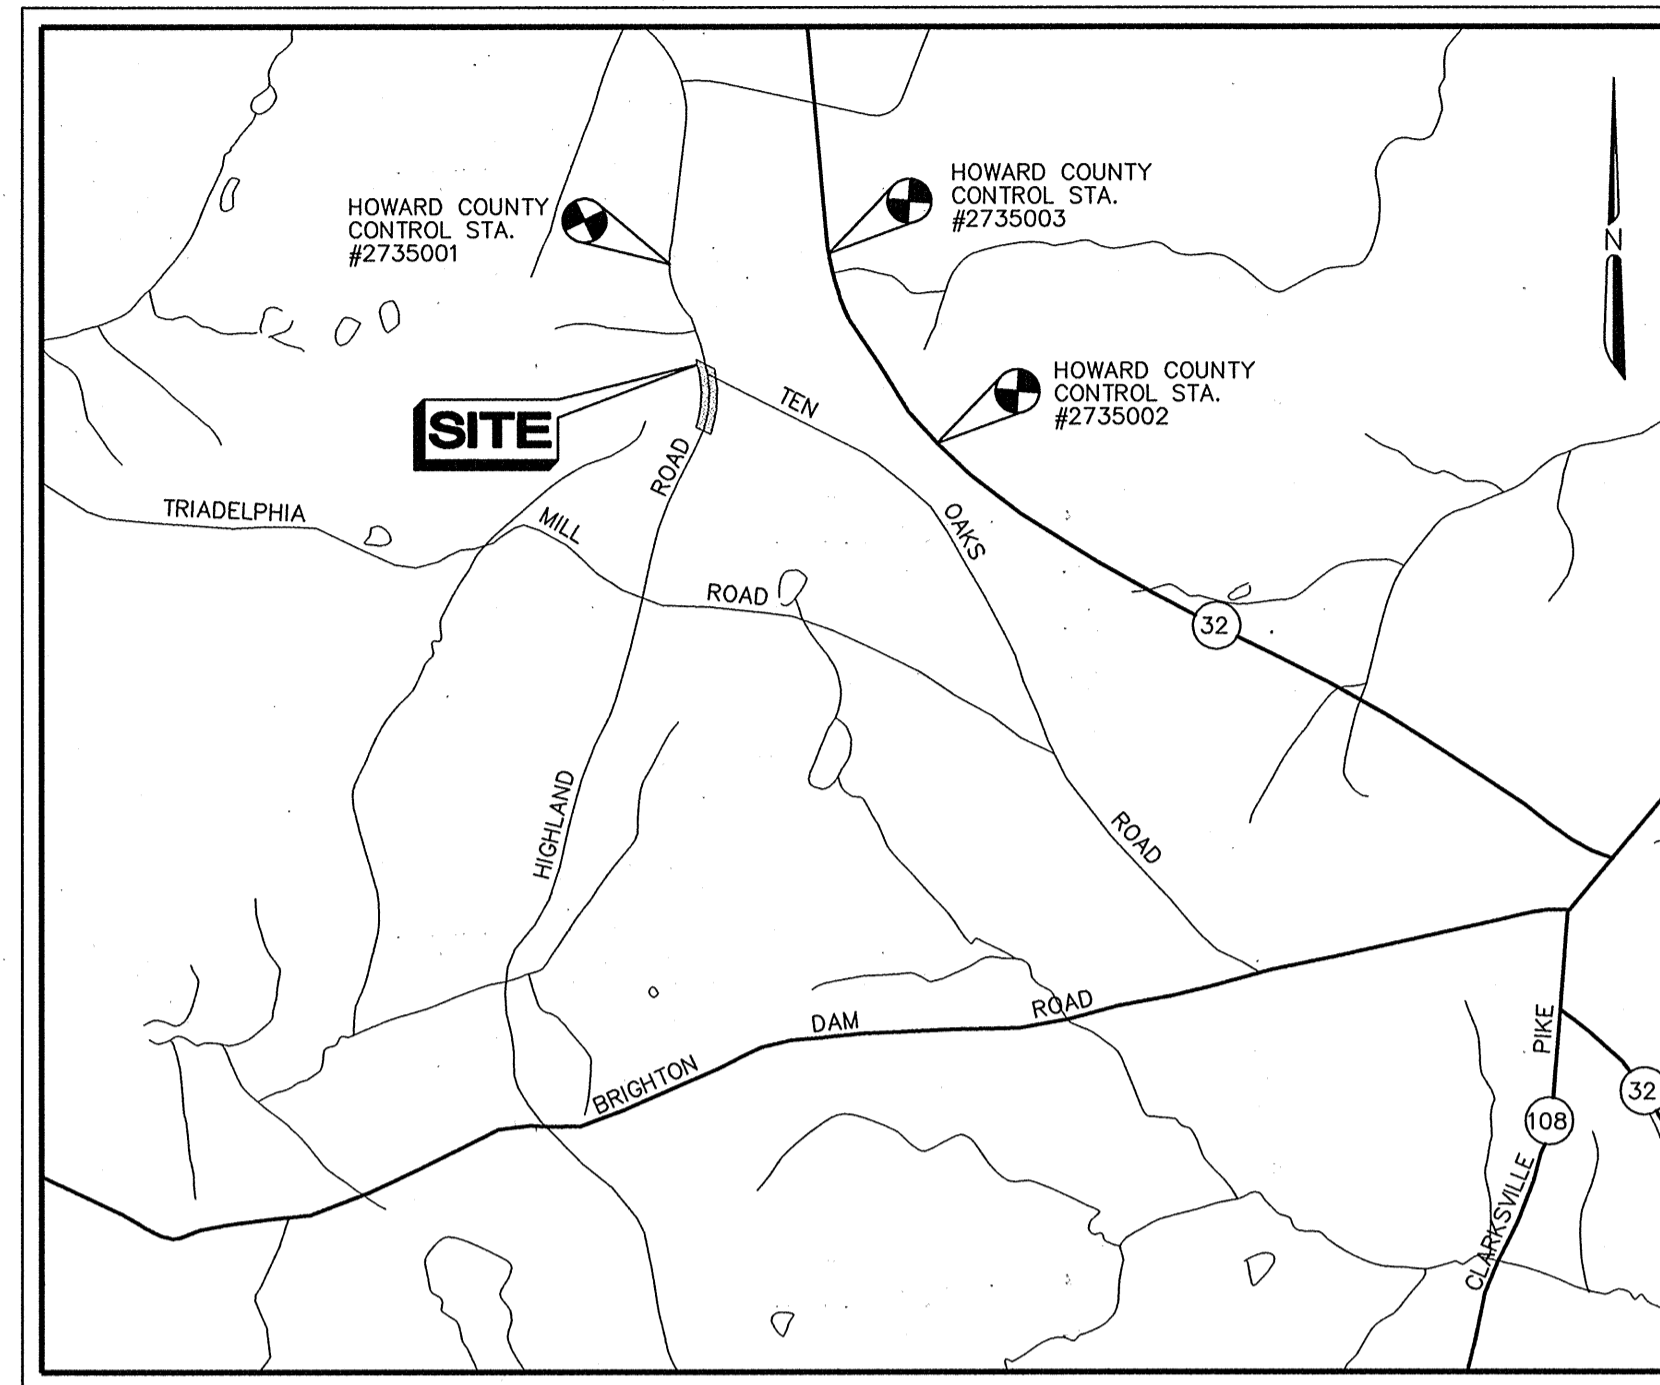 HOWARD COUNTY
CONTROL STA.
#2735001
HOWARD COUNTY
CONTROL STA.
#2735003
N
HOWARD COUNTY
CONTROL STA.
#2735002
SITE
TEN
OAKS
ROAD
ROAD
TRIADELPHIA
MILL
ROAD
32
HIGHLAND
BRIGHTON
DAM
ROAD
PIKE
32
108
CLARKSVILLE